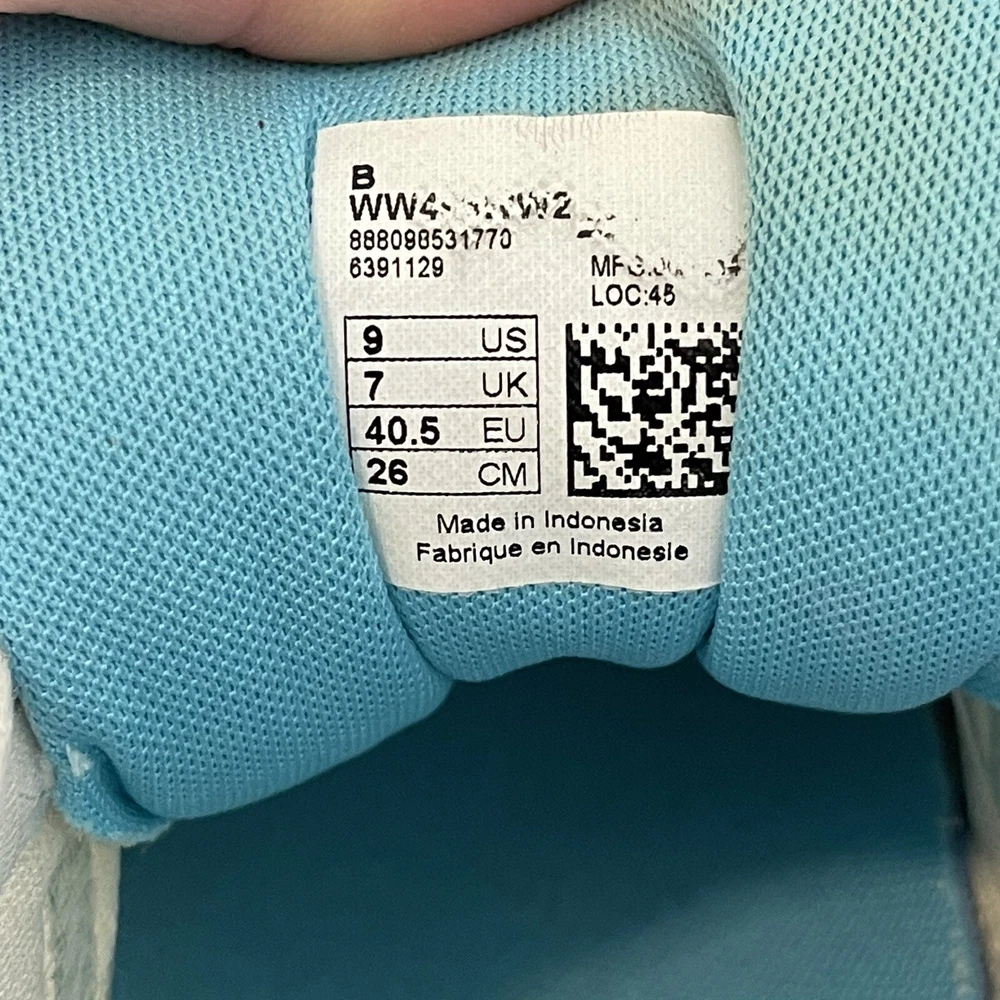 B
888098531770
6391129
LOC:45
9 US
7 UK
40.5 EU
26 CM
Made in Indonesia
Fabrique en Indonesie